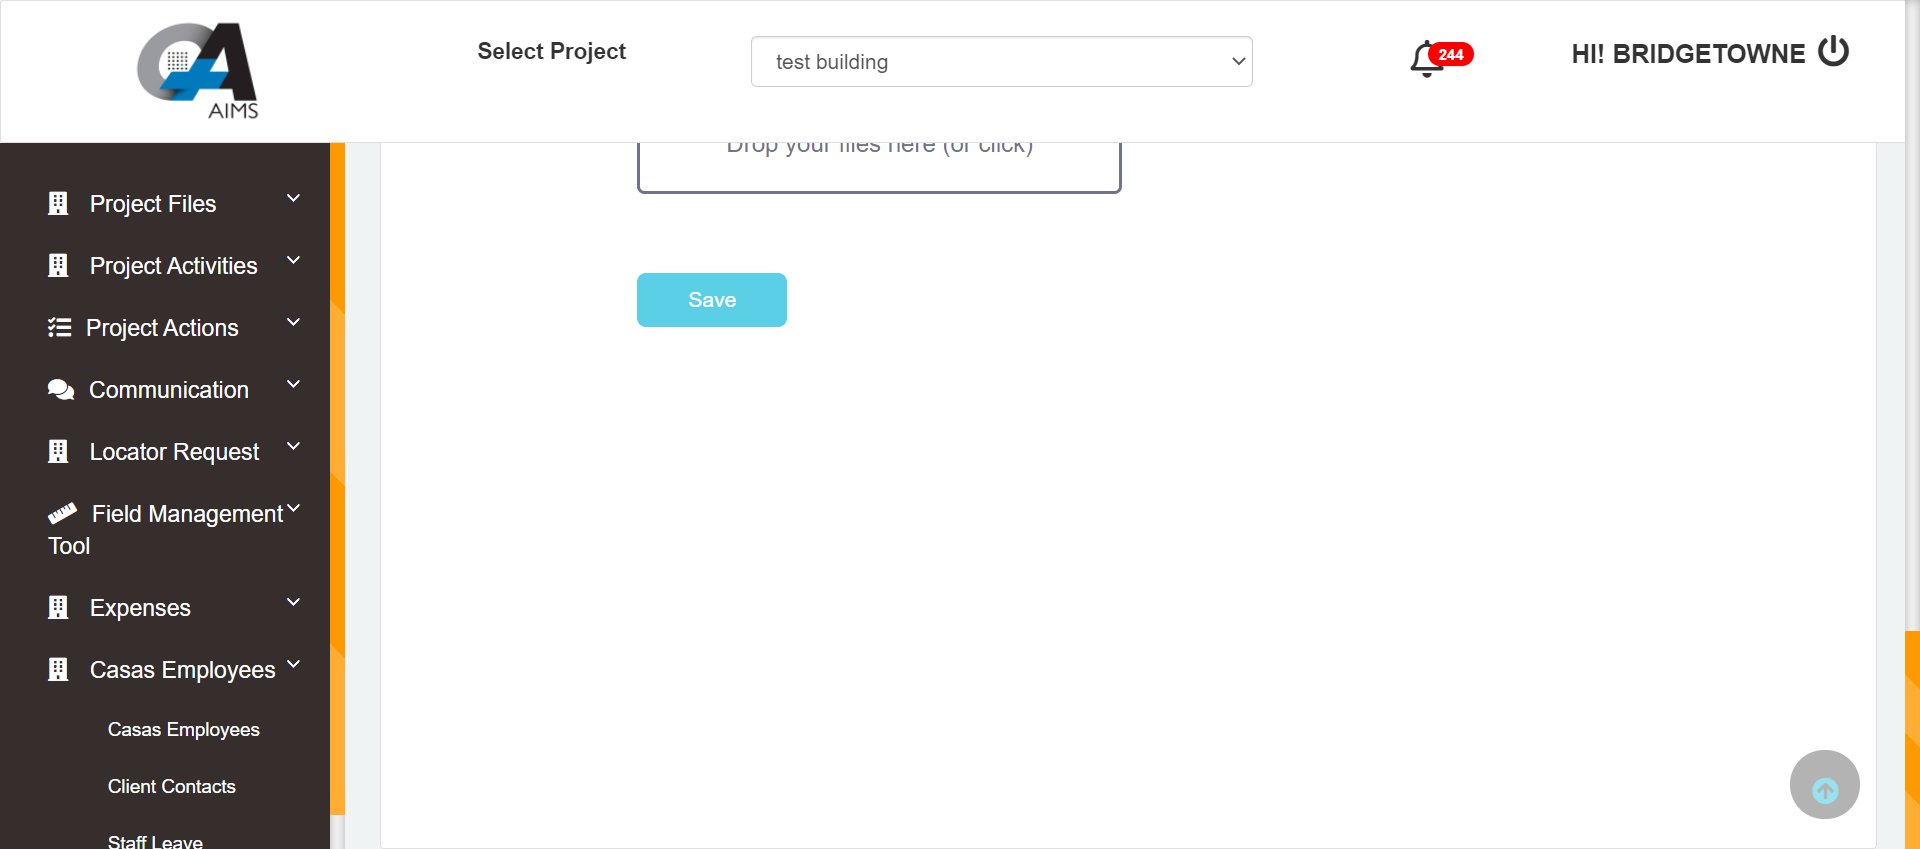 AIMS
Select Project
test building
244
HI! BRIDGETOWNE
Drop your files here (or click)
Save
Project Files
Project Activities
Project Actions
Communication
Locator Request
Field Management
Tool
Expenses
Casas Employees
Casas Employees
Client Contacts
Staff Leave